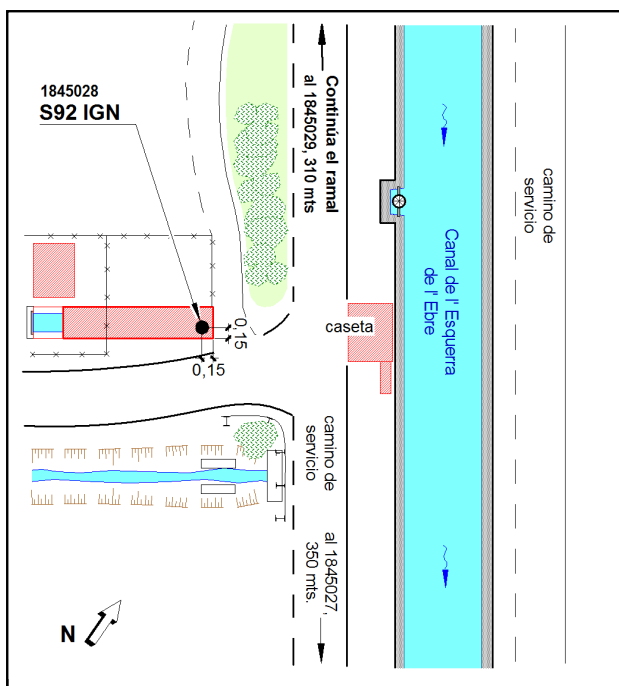 1845028
S92 IGN
Continúa el ramal
al 1845029, 310 mts
camino de
servicio
Canal de l' Esquerra
de l' Ebre
caseta
0,15
0,15
camino de
servicio
al 1845027,
350 mts.
N